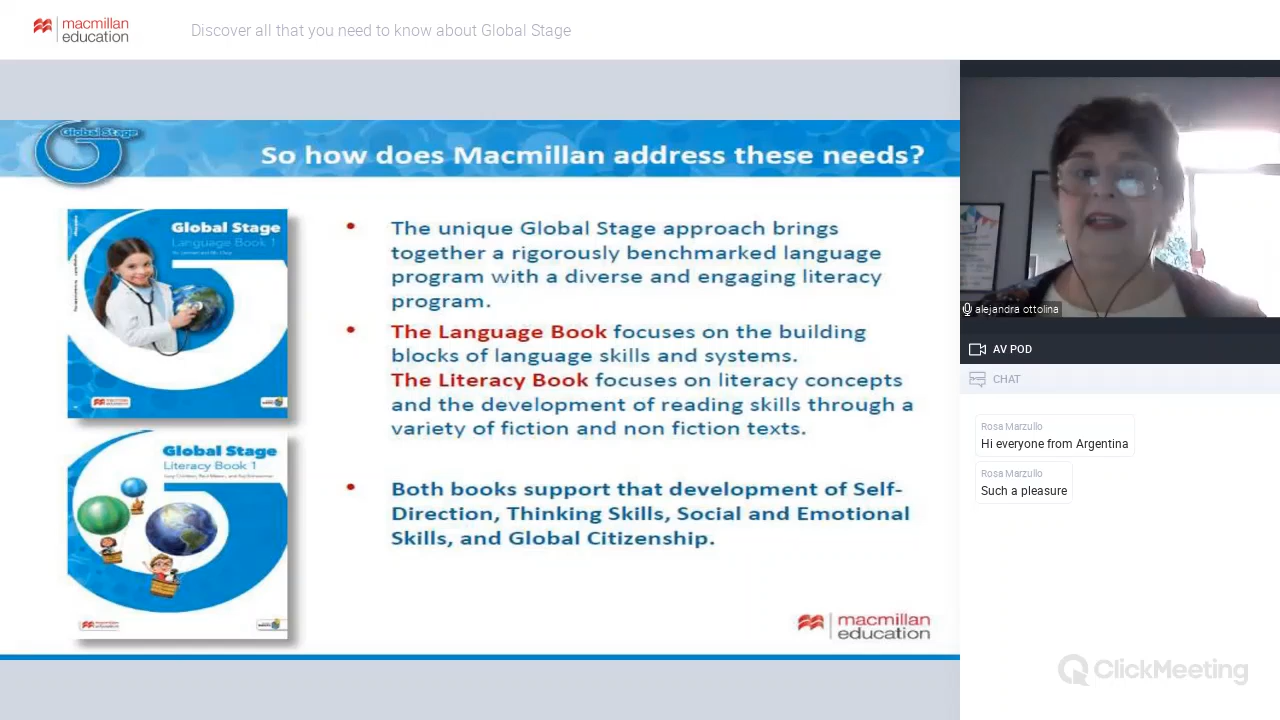 macmillan
education
Discover all that you need to know about Global Stage
Global Stage
So how does Macmillan address these needs?
Global Stage
Language Book 1
• The unique Global Stage approach brings
together a rigorously benchmarked language
program with a diverse and engaging literacy
program.
• The Language Book focuses on the building
blocks of language skills and systems.
The Literacy Book focuses on literacy concepts
and the development of reading skills through a
variety of fiction and non fiction texts.
Global Stage
Literacy Book 1
• Both books support that development of Self-
Direction, Thinking Skills, Social and Emotional
Skills, and Global Citizenship.
macmillan
education
alejandra ottolina
AV POD
CHAT
Rosa Marzullo
Hi everyone from Argentina
Rosa Marzullo
Such a pleasure
ClickMeeting